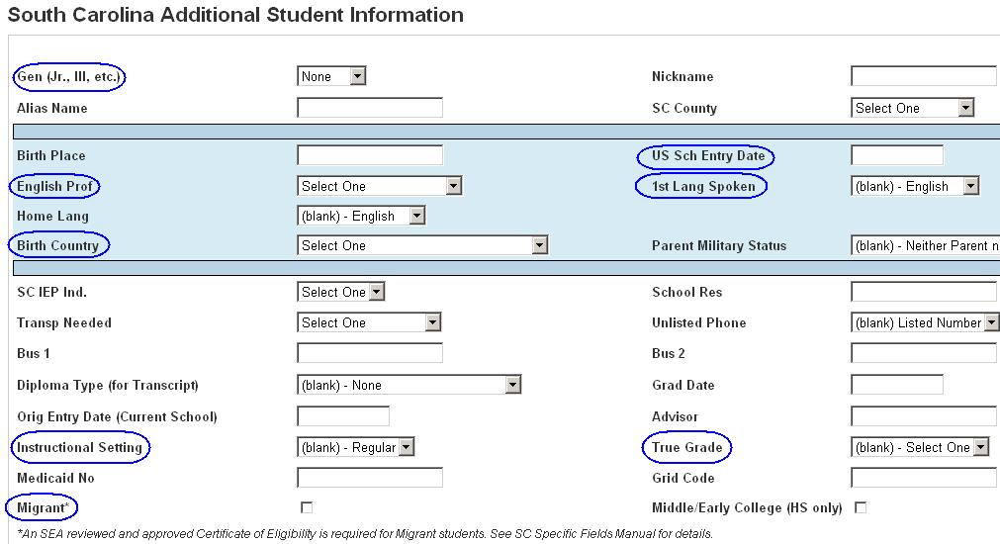 South Carolina Additional Student Information
Gen (Jr., III, etc.) None Nickname
Alias Name SC County Select One
Birth Place US Sch Entry Date
English Prof Select One 1st Lang Spoken (blank) - English
Home Lang (blank) - English
Birth Country Select One Parent Military Status (blank) - Neither Parent n
SC IEP Ind. Select One School Res
Transp Needed Select One Unlisted Phone (blank) Listed Number
Bus 1 Bus 2
Diploma Type (for Transcript) (blank) - None Grad Date
Orig Entry Date (Current School) Advisor
Instructional Setting (blank) - Regular True Grade (blank) - Select One
Medicaid No Grid Code
Migrant* Middle/Early College (HS only)
*An SEA reviewed and approved Certificate of Eligibility is required for Migrant students. See SC Specific Fields Manual for details.